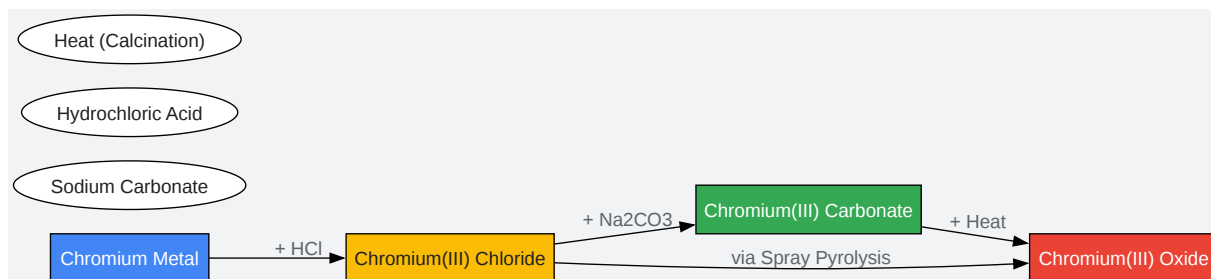 Heat (Calcination)
Hydrochloric Acid
Sodium Carbonate
Chromium Metal
+ HCl
Chromium(III) Chloride
+ Na2CO3
Chromium(III) Carbonate
+ Heat
via Spray Pyrolysis
Chromium(III) Oxide